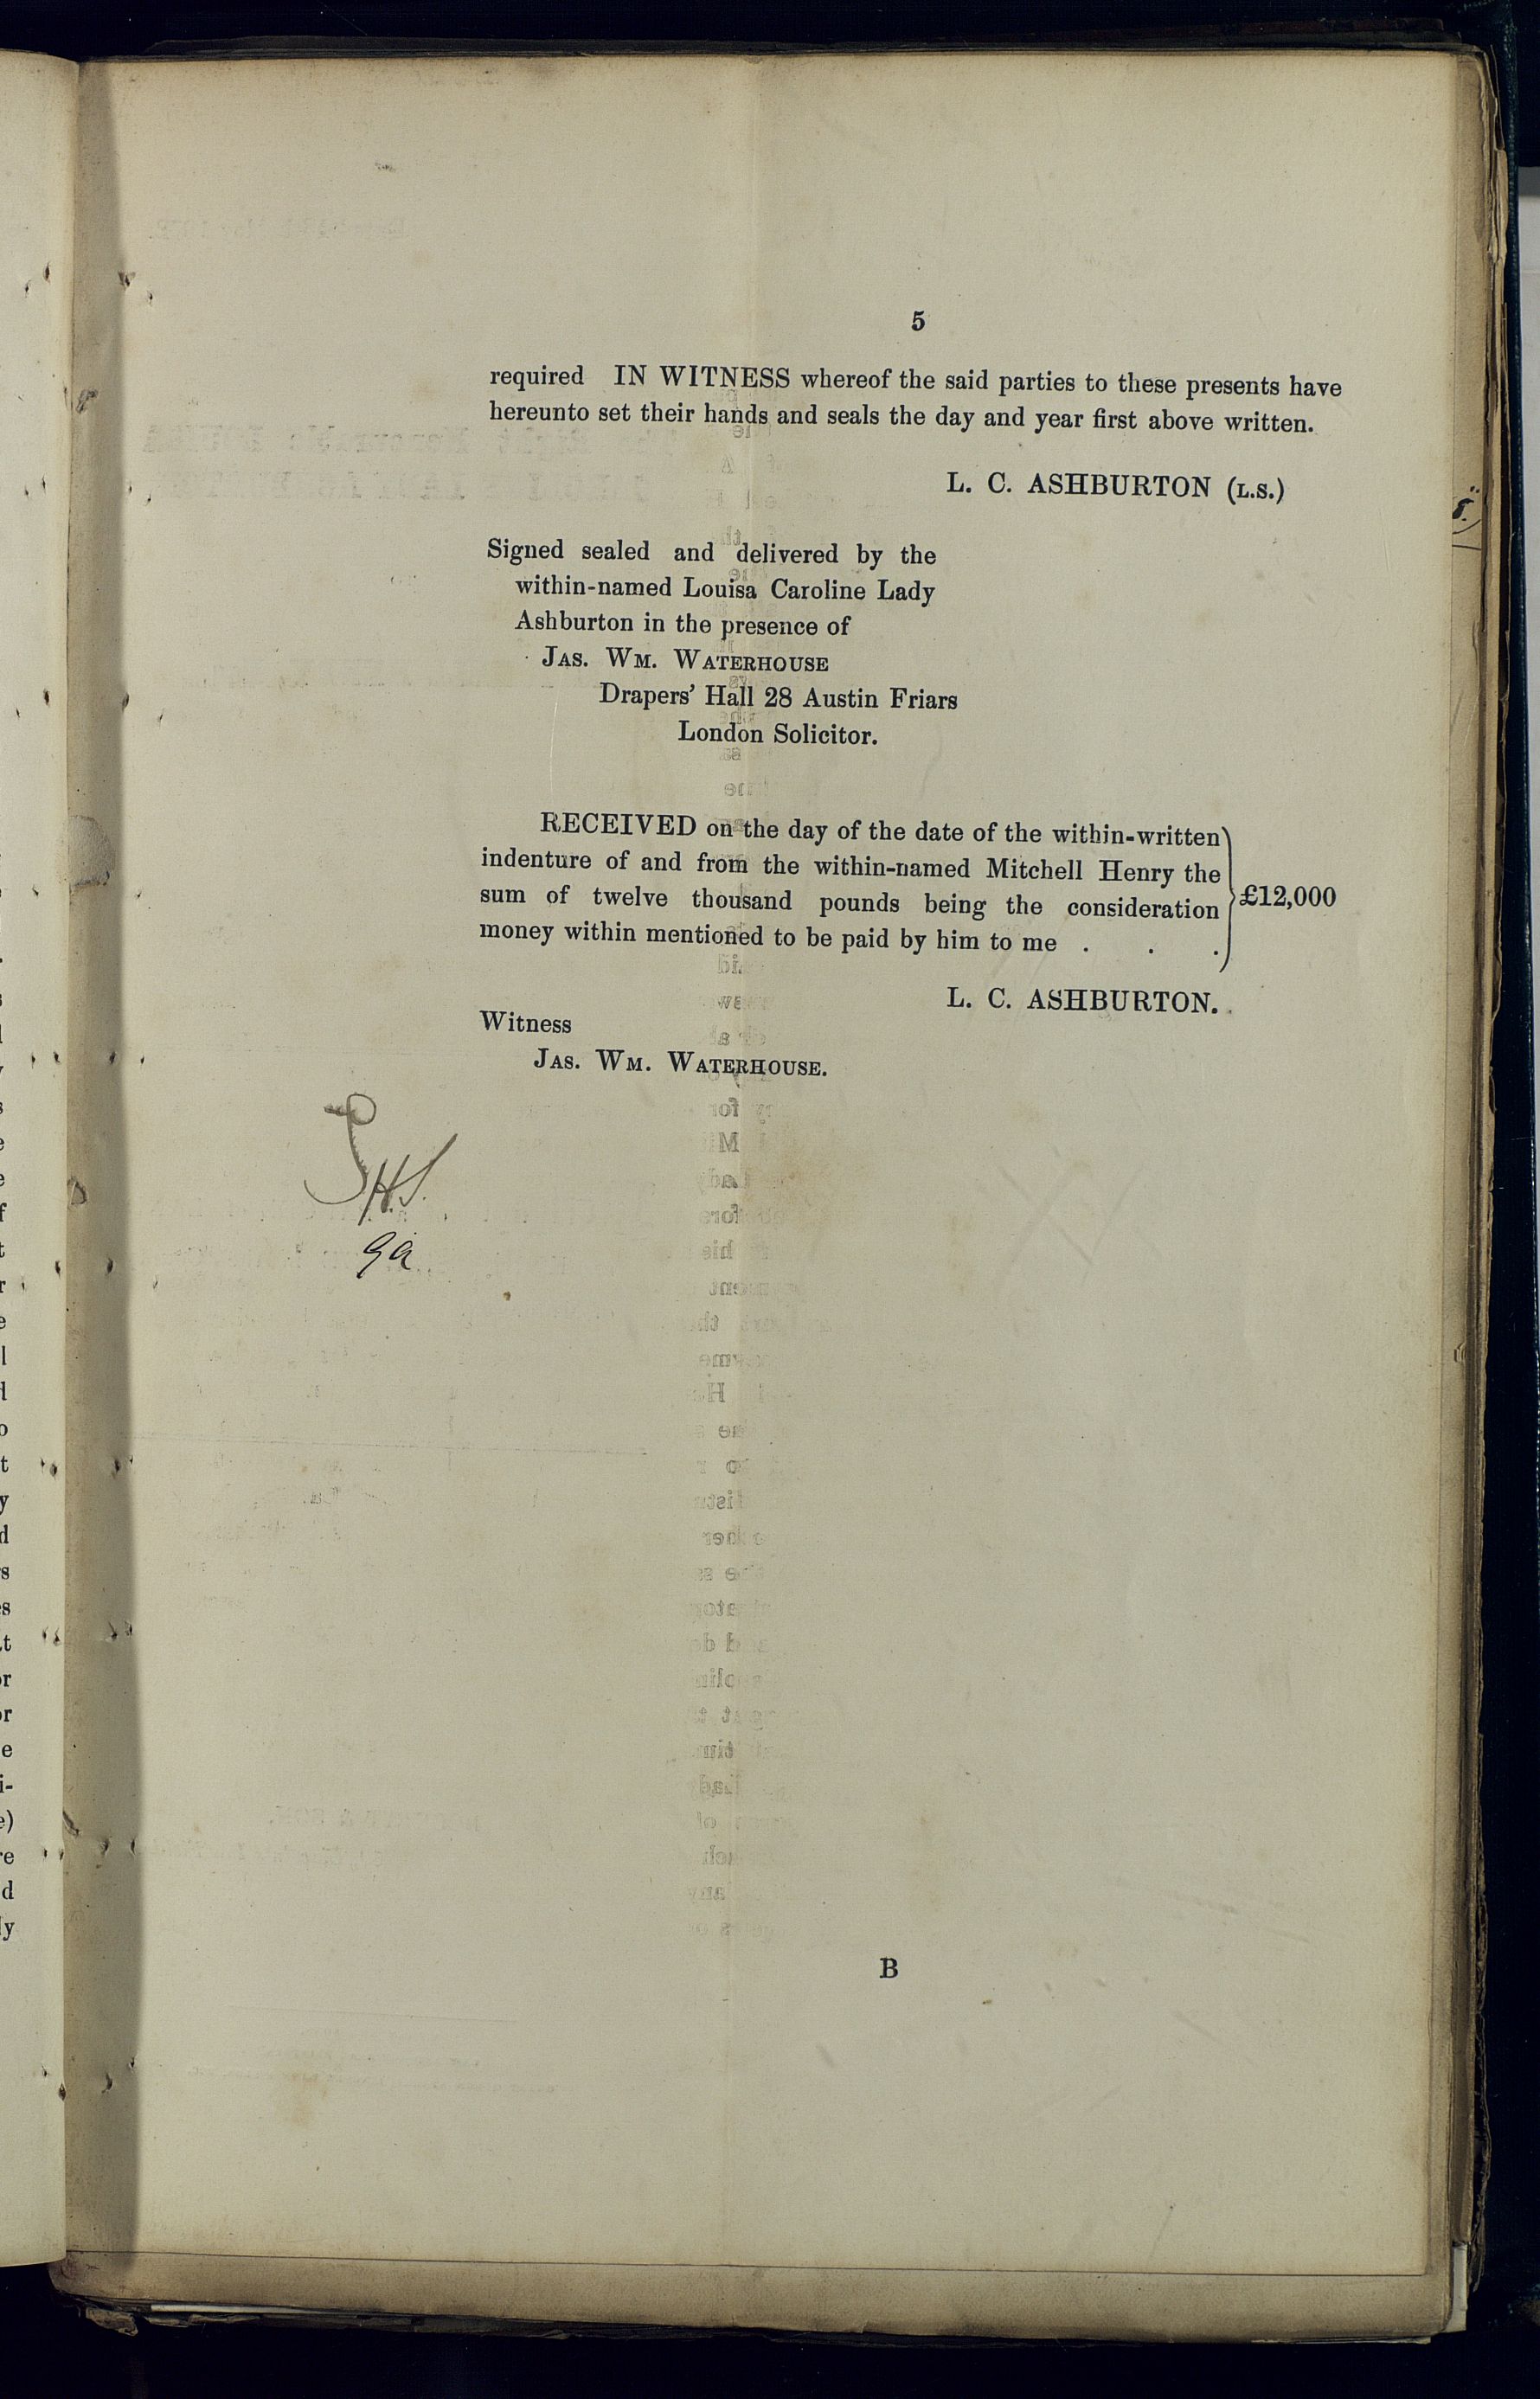 5
required IN WITNESS whereof the said parties to these presents have
hereunto set their hands and seals the day and year first above written.
L. C. ASHBURTON (L.S.)
Signed sealed and delivered by the
within-named Louisa Caroline Lady
Ashburton in the presence of
JAS. WM. WATERHOUSE
Drapers' Hall 28 Austin Friars
London Solicitor.
RECEIVED on the day of the date of the within-written
indenture of and from the within-named Mitchell Henry the
sum of twelve thousand pounds being the consideration
money within mentioned to be paid by him to me . . .
£12,000
L. C. ASHBURTON.
Witness
JAS. WM. WATERHOUSE.
B